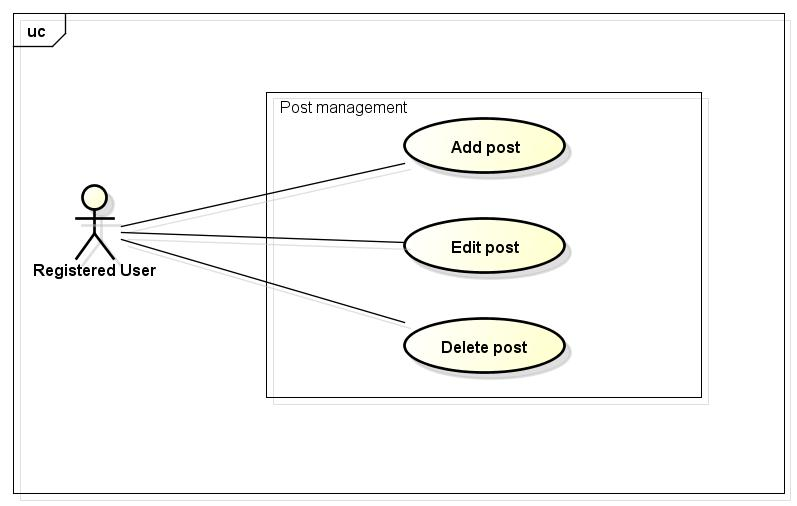 uc
Post management
Add post
Edit post
Delete post
Registered User